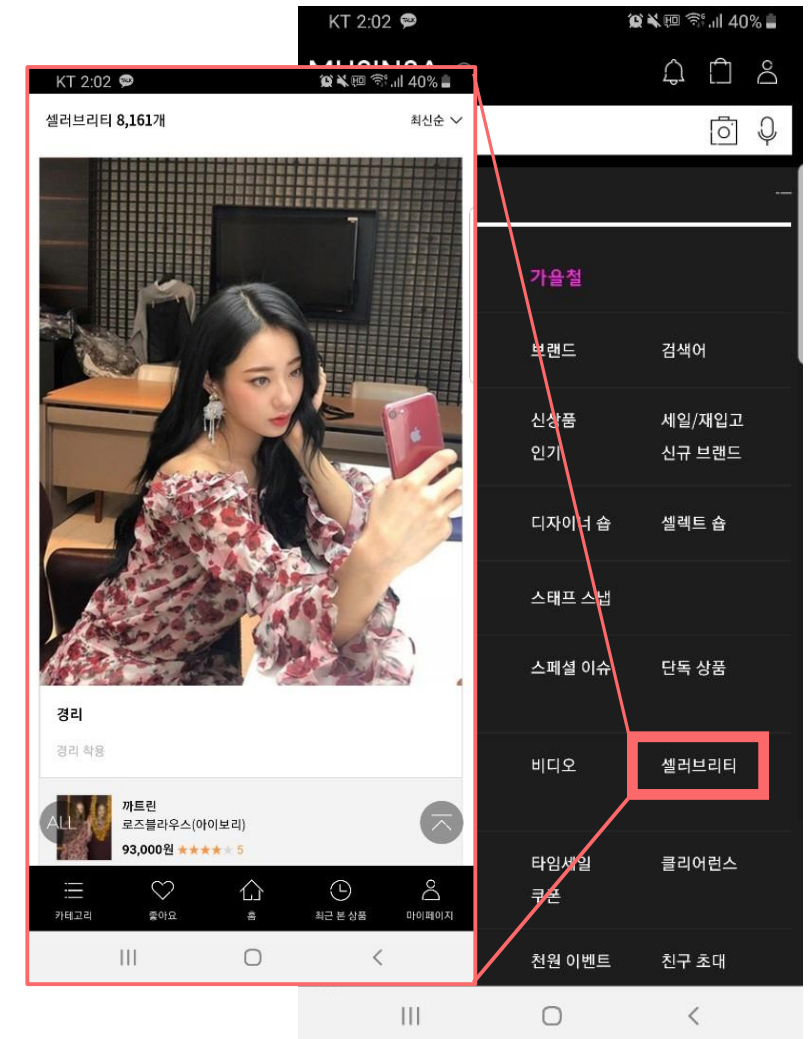 KT 2:02
40%
KT 2:02
40%
셀러브리티 8,161개
최신순
경리
경리 착용
ALL
까트린
로즈블라우스(아이보리)
93,000원 ★★★★★ 5
카테고리
좋아요
홈
최근 본 상품
마이페이지
가을철
브랜드
검색어
신상품
세일/재입고
인기
신규 브랜드
디자이너 숍
셀렉트 숍
스태프 스냅
스페셜 이슈
단독 상품
비디오
셀러브리티
타임세일
클리어런스
쿠폰
천원 이벤트
친구 초대